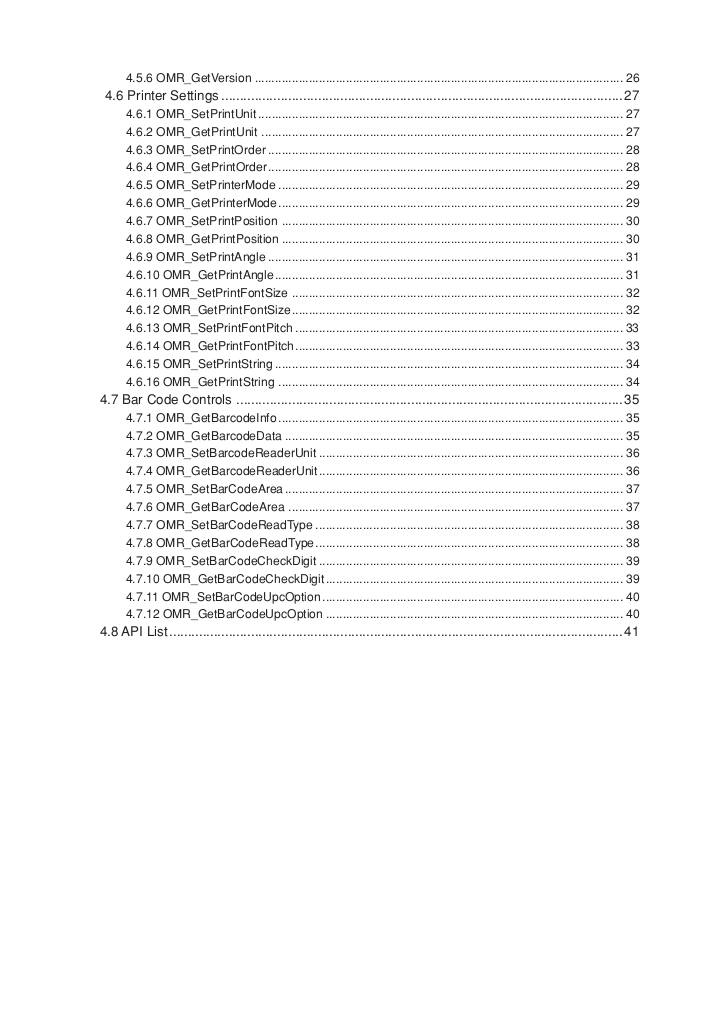 4.5.6 OMR_GetVersion ........ 26
4.6 Printer Settings ........ 27
4.6.1 OMR_SetPrintUnit ........ 27
4.6.2 OMR_GetPrintUnit ........ 27
4.6.3 OMR_SetPrintOrder ........ 28
4.6.4 OMR_GetPrintOrder ........ 28
4.6.5 OMR_SetPrinterMode ........ 29
4.6.6 OMR_GetPrinterMode ........ 29
4.6.7 OMR_SetPrintPosition ........ 30
4.6.8 OMR_GetPrintPosition ........ 30
4.6.9 OMR_SetPrintAngle ........ 31
4.6.10 OMR_GetPrintAngle ........ 31
4.6.11 OMR_SetPrintFontSize ........ 32
4.6.12 OMR_GetPrintFontSize ........ 32
4.6.13 OMR_SetPrintFontPitch ........ 33
4.6.14 OMR_GetPrintFontPitch ........ 33
4.6.15 OMR_SetPrintString ........ 34
4.6.16 OMR_GetPrintString ........ 34
4.7 Bar Code Controls ........ 35
4.7.1 OMR_GetBarcodeInfo ........ 35
4.7.2 OMR_GetBarcodeData ........ 35
4.7.3 OMR_SetBarcodeReaderUnit ........ 36
4.7.4 OMR_GetBarcodeReaderUnit ........ 36
4.7.5 OMR_SetBarCodeArea ........ 37
4.7.6 OMR_GetBarCodeArea ........ 37
4.7.7 OMR_SetBarCodeReadType ........ 38
4.7.8 OMR_GetBarCodeReadType ........ 38
4.7.9 OMR_SetBarCodeCheckDigit ........ 39
4.7.10 OMR_GetBarCodeCheckDigit ........ 39
4.7.11 OMR_SetBarCodeUpcOption ........ 40
4.7.12 OMR_GetBarCodeUpcOption ........ 40
4.8 API List ........ 41